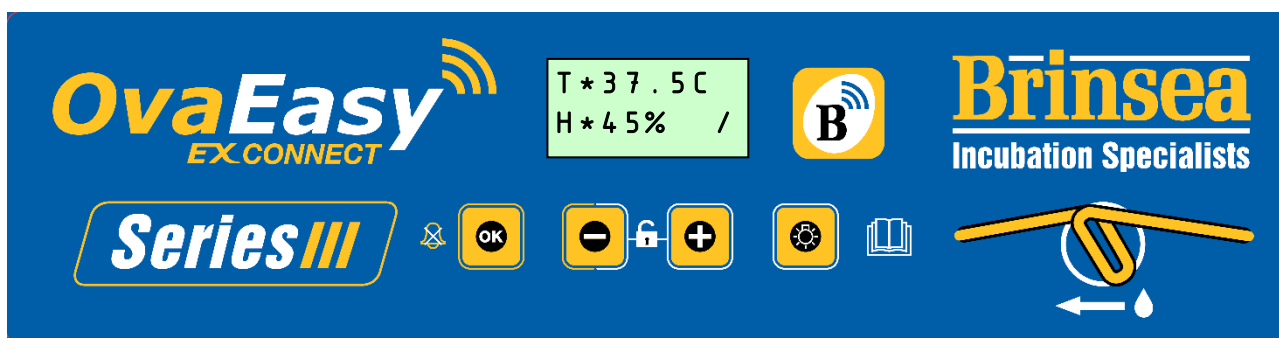 OvaEasy
EX CONNECT
T*37.5C
H*45% /
B
Brinsea
Incubation Specialists
Series III
OK